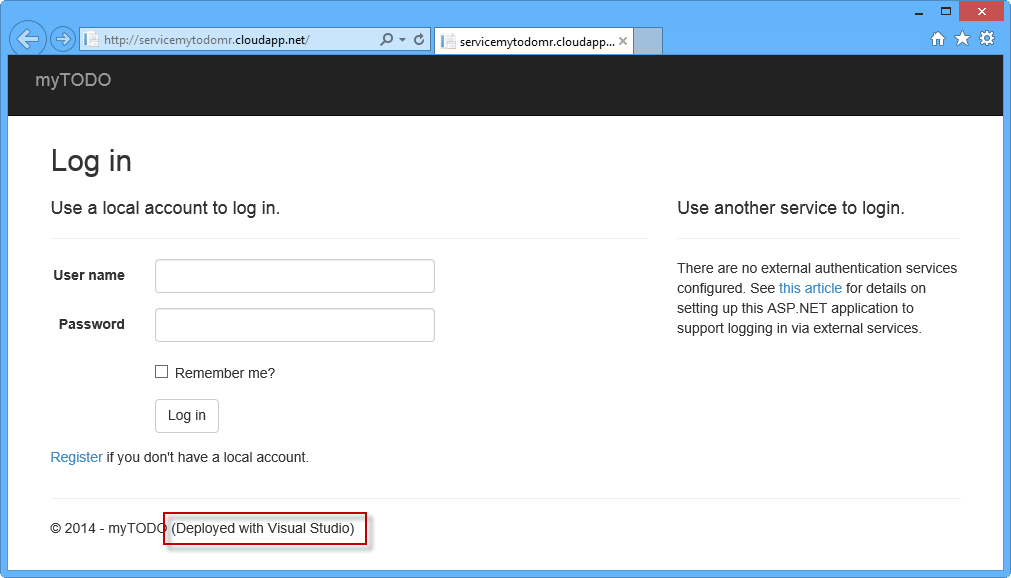 http://servicemytodomr.cloudapp.net/
servicemytodomr.cloudapp...
myTODO
Log in
Use a local account to log in.
User name
Password
Remember me?
Log in
Register if you don't have a local account.
Use another service to login.
There are no external authentication services
configured. See this article for details on
setting up this ASP.NET application to
support logging in via external services.
© 2014 - myTODO (Deployed with Visual Studio)